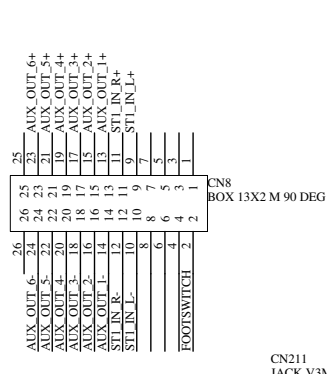 AUX_OUT_6+
AUX_OUT_5+
AUX_OUT_4+
AUX_OUT_3+
AUX_OUT_2+
AUX_OUT_1+
ST1_IN_R+
ST1_IN_L+
25 23 21 19 17 15 13 11 9 7 5 3 1
25 23 21 19 17 15 13 11 9 7 5 3 1
26 24 22 20 18 16 14 12 10 8 6 4 2
26 24 22 20 18 16 14 12 10 8 6 4 2
CN8
BOX 13X2 M 90 DEG
AUX_OUT_6-
AUX_OUT_5-
AUX_OUT_4-
AUX_OUT_3-
AUX_OUT_2-
AUX_OUT_1-
ST1_IN_R-
ST1_IN_L-
FOOTSWITCH
CN211